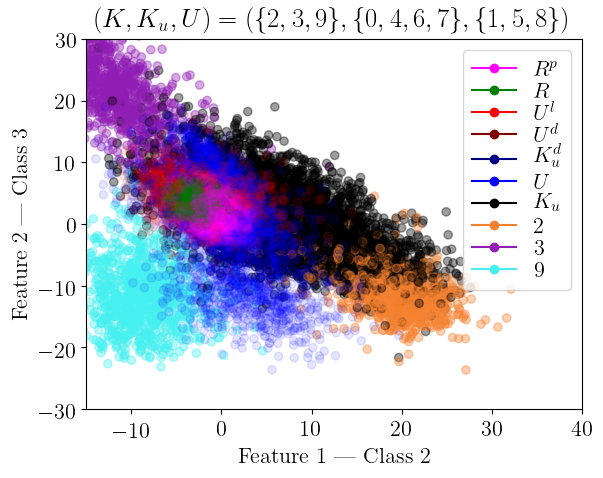 (K, K_u, U) = ({2, 3, 9}, {0, 4, 6, 7}, {1, 5, 8})
30
20
10
0
−10
−20
−30
Feature 2 — Class 3
R^p
R
U^l
U^d
K_u^d
U
K_u
2
3
9
−10
0
10
20
30
40
Feature 1 — Class 2